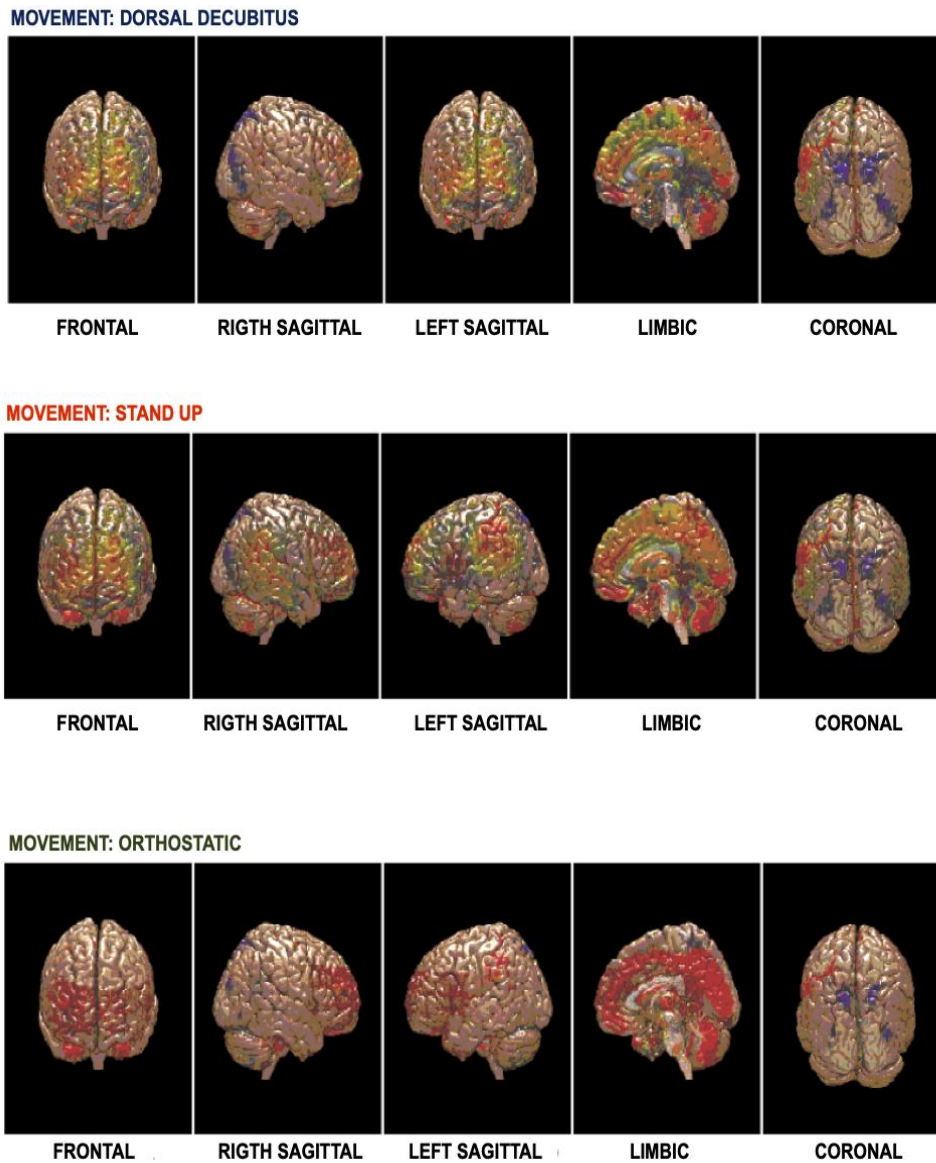 MOVEMENT: DORSAL DECUBITUS
FRONTAL RIGTH SAGITTAL LEFT SAGITTAL LIMBIC CORONAL
MOVEMENT: STAND UP
FRONTAL RIGTH SAGITTAL LEFT SAGITTAL LIMBIC CORONAL
MOVEMENT: ORTHOSTATIC
FRONTAL RIGTH SAGITTAL LEFT SAGITTAL LIMBIC CORONAL